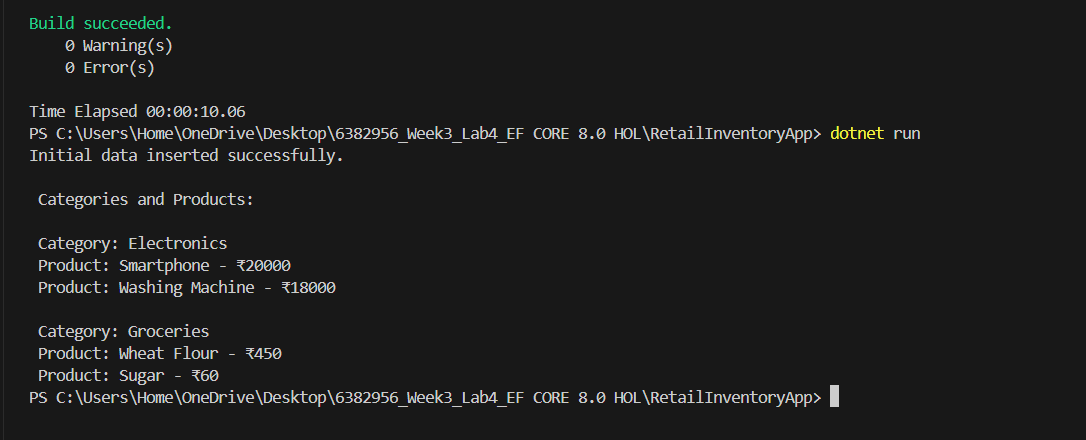 Build succeeded.
    0 Warning(s)
    0 Error(s)
Time Elapsed 00:00:10.06
PS C:\Users\Home\OneDrive\Desktop\6382956_Week3_Lab4_EF CORE 8.0 HOL\RetailInventoryApp> dotnet run
Initial data inserted successfully.
Categories and Products:
Category: Electronics
Product: Smartphone - ₹20000
Product: Washing Machine - ₹18000
Category: Groceries
Product: Wheat Flour - ₹450
Product: Sugar - ₹60
PS C:\Users\Home\OneDrive\Desktop\6382956_Week3_Lab4_EF CORE 8.0 HOL\RetailInventoryApp>